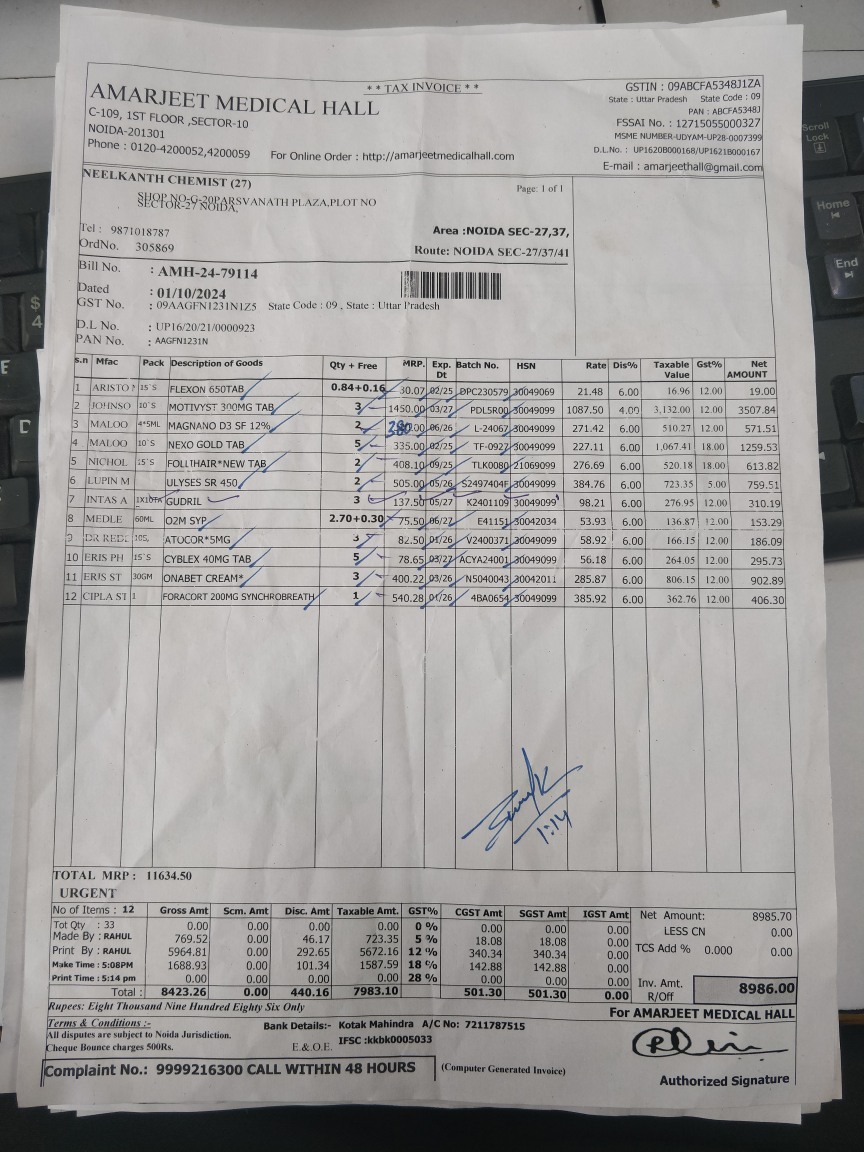 * * TAX INVOICE * *
AMARJEET MEDICAL HALL
C-109, 1ST FLOOR ,SECTOR-10
NOIDA-201301
Phone : 0120-4200052,4200059
For Online Order : http://amarjeetmedicalhall.com
GSTIN : 09ABCFA5348J1ZA
State : Uttar Pradesh State Code : 09
PAN : ABCFA5348J
FSSAI No. : 12715055000327
MSME NUMBER-UDYAM-UP28-0007399
D.L.No. : UP1620B000168/UP1621B000167
E-mail : amarjeethall@gmail.com
NEELKANTH CHEMIST (27)
Page: 1 of 1
SHOP NO-G-20PARSVANATH PLAZA,PLOT NO
SECTOR-27 NOIDA,
Tel : 9871018787
Area :NOIDA SEC-27,37,
OrdNo. 305869
Route: NOIDA SEC-27/37/41
Bill No. : AMH-24-79114
Dated : 01/10/2024
GST No. : 09AAGFN1231N1Z5 State Code : 09 , State : Uttar Pradesh
D.L No. : UP16/20/21/0000923
PAN No. : AAGFN1231N
s.n Mfac Pack Description of Goods Qty + Free MRP. Exp. Dt Batch No. HSN Rate Dis% Taxable Value Gst% Net AMOUNT
1 ARISTO 15`S FLEXON 650TAB 0.84+0.16 30.07 02/25 DPC230579 30049069 21.48 6.00 16.96 12.00 19.00
2 JOHNSO 10`S MOTIVYST 300MG TAB 3 1450.00 03/27 PDL5R00 30049099 1087.50 4.00 3,132.00 12.00 3507.84
3 MALOO 4*5ML MAGNANO D3 SF 12% 2 380.00 06/26 L-24067 30049099 271.42 6.00 510.27 12.00 571.51
4 MALOO 10`S NEXO GOLD TAB 5 335.00 TF-0927 30049099 227.11 6.00 1,067.41 18.00 1259.53
5 NICHOL 15`S FOLLTHAIR*NEW TAB 2 408.10 09/25 TLK0080 21069099 276.69 6.00 520.18 18.00 613.82
6 LUPIN M ULYSES SR 450 2 505.00 05/26 S2497404F 30049099 384.76 6.00 723.35 5.00 759.51
7 INTAS A 1X10TA GUDRIL 3 137.50 05/27 K2401109 30049099 98.21 6.00 276.95 12.00 310.19
8 MEDLE 60ML O2M SYP 2.70+0.30 75.50 06/27 E41151 30042034 53.93 6.00 136.87 12.00 153.29
9 DR REDD 10S, ATUCOR*5MG 3 82.50 01/26 V2400371 30049099 58.92 6.00 166.15 12.00 186.09
10 ERIS PH 15`S CYBLEX 40MG TAB 5 78.65 03/27 ACYA24001 30049099 56.18 6.00 264.05 12.00 295.73
11 ERIS ST 30GM ONABET CREAM* 3 400.22 03/26 N5040043 30042011 285.87 6.00 806.15 12.00 902.89
12 CIPLA ST 1 FORACORT 200MG SYNCHROBREATH 1 540.28 01/26 4BA0654 30049099 385.92 6.00 362.76 12.00 406.30
1:14
TOTAL MRP : 11634.50
URGENT
No of Items : 12 Gross Amt Scm. Amt Disc. Amt Taxable Amt. GST% CGST Amt SGST Amt IGST Amt Net Amount: 8985.70
Tot Qty : 33 0.00 0.00 0.00 0.00 0 % 0.00 0.00 0.00 LESS CN 0.00
Made By : RAHUL 769.52 0.00 46.17 723.35 5 % 18.08 18.08 0.00
Print By : RAHUL 5964.81 0.00 292.65 5672.16 12 % 340.34 340.34 0.00 TCS Add % 0.000 0.00
Make Time : 5:08PM 1688.93 0.00 101.34 1587.59 18 % 142.88 142.88 0.00
Print Time : 5:14 pm 0.00 0.00 0.00 0.00 28 % 0.00 0.00 0.00 Inv. Amt. 8986.00
Total : 8423.26 0.00 440.16 7983.10 501.30 501.30 0.00 R/Off
Rupees: Eight Thousand Nine Hundred Eighty Six Only
For AMARJEET MEDICAL HALL
Terms & Conditions :-
All disputes are subject to Noida Jurisdiction.
Cheque Bounce charges 500Rs.
Bank Details:- Kotak Mahindra A/C No: 7211787515
IFSC :kkbk0005033
E.&.O.E.
Complaint No.: 9999216300 CALL WITHIN 48 HOURS
(Computer Generated Invoice)
Authorized Signature
Scroll
Lock
Home
End
$
4
E
D